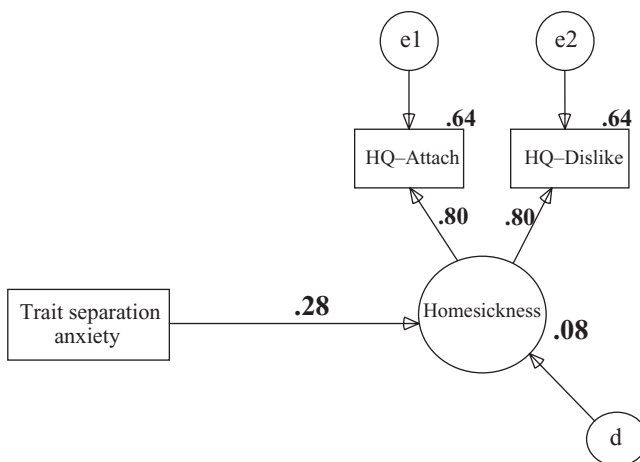 e1
e2
.64
.64
HQ–Attach
HQ–Dislike
.80
.80
Trait separation
anxiety
.28
Homesickness
.08
d